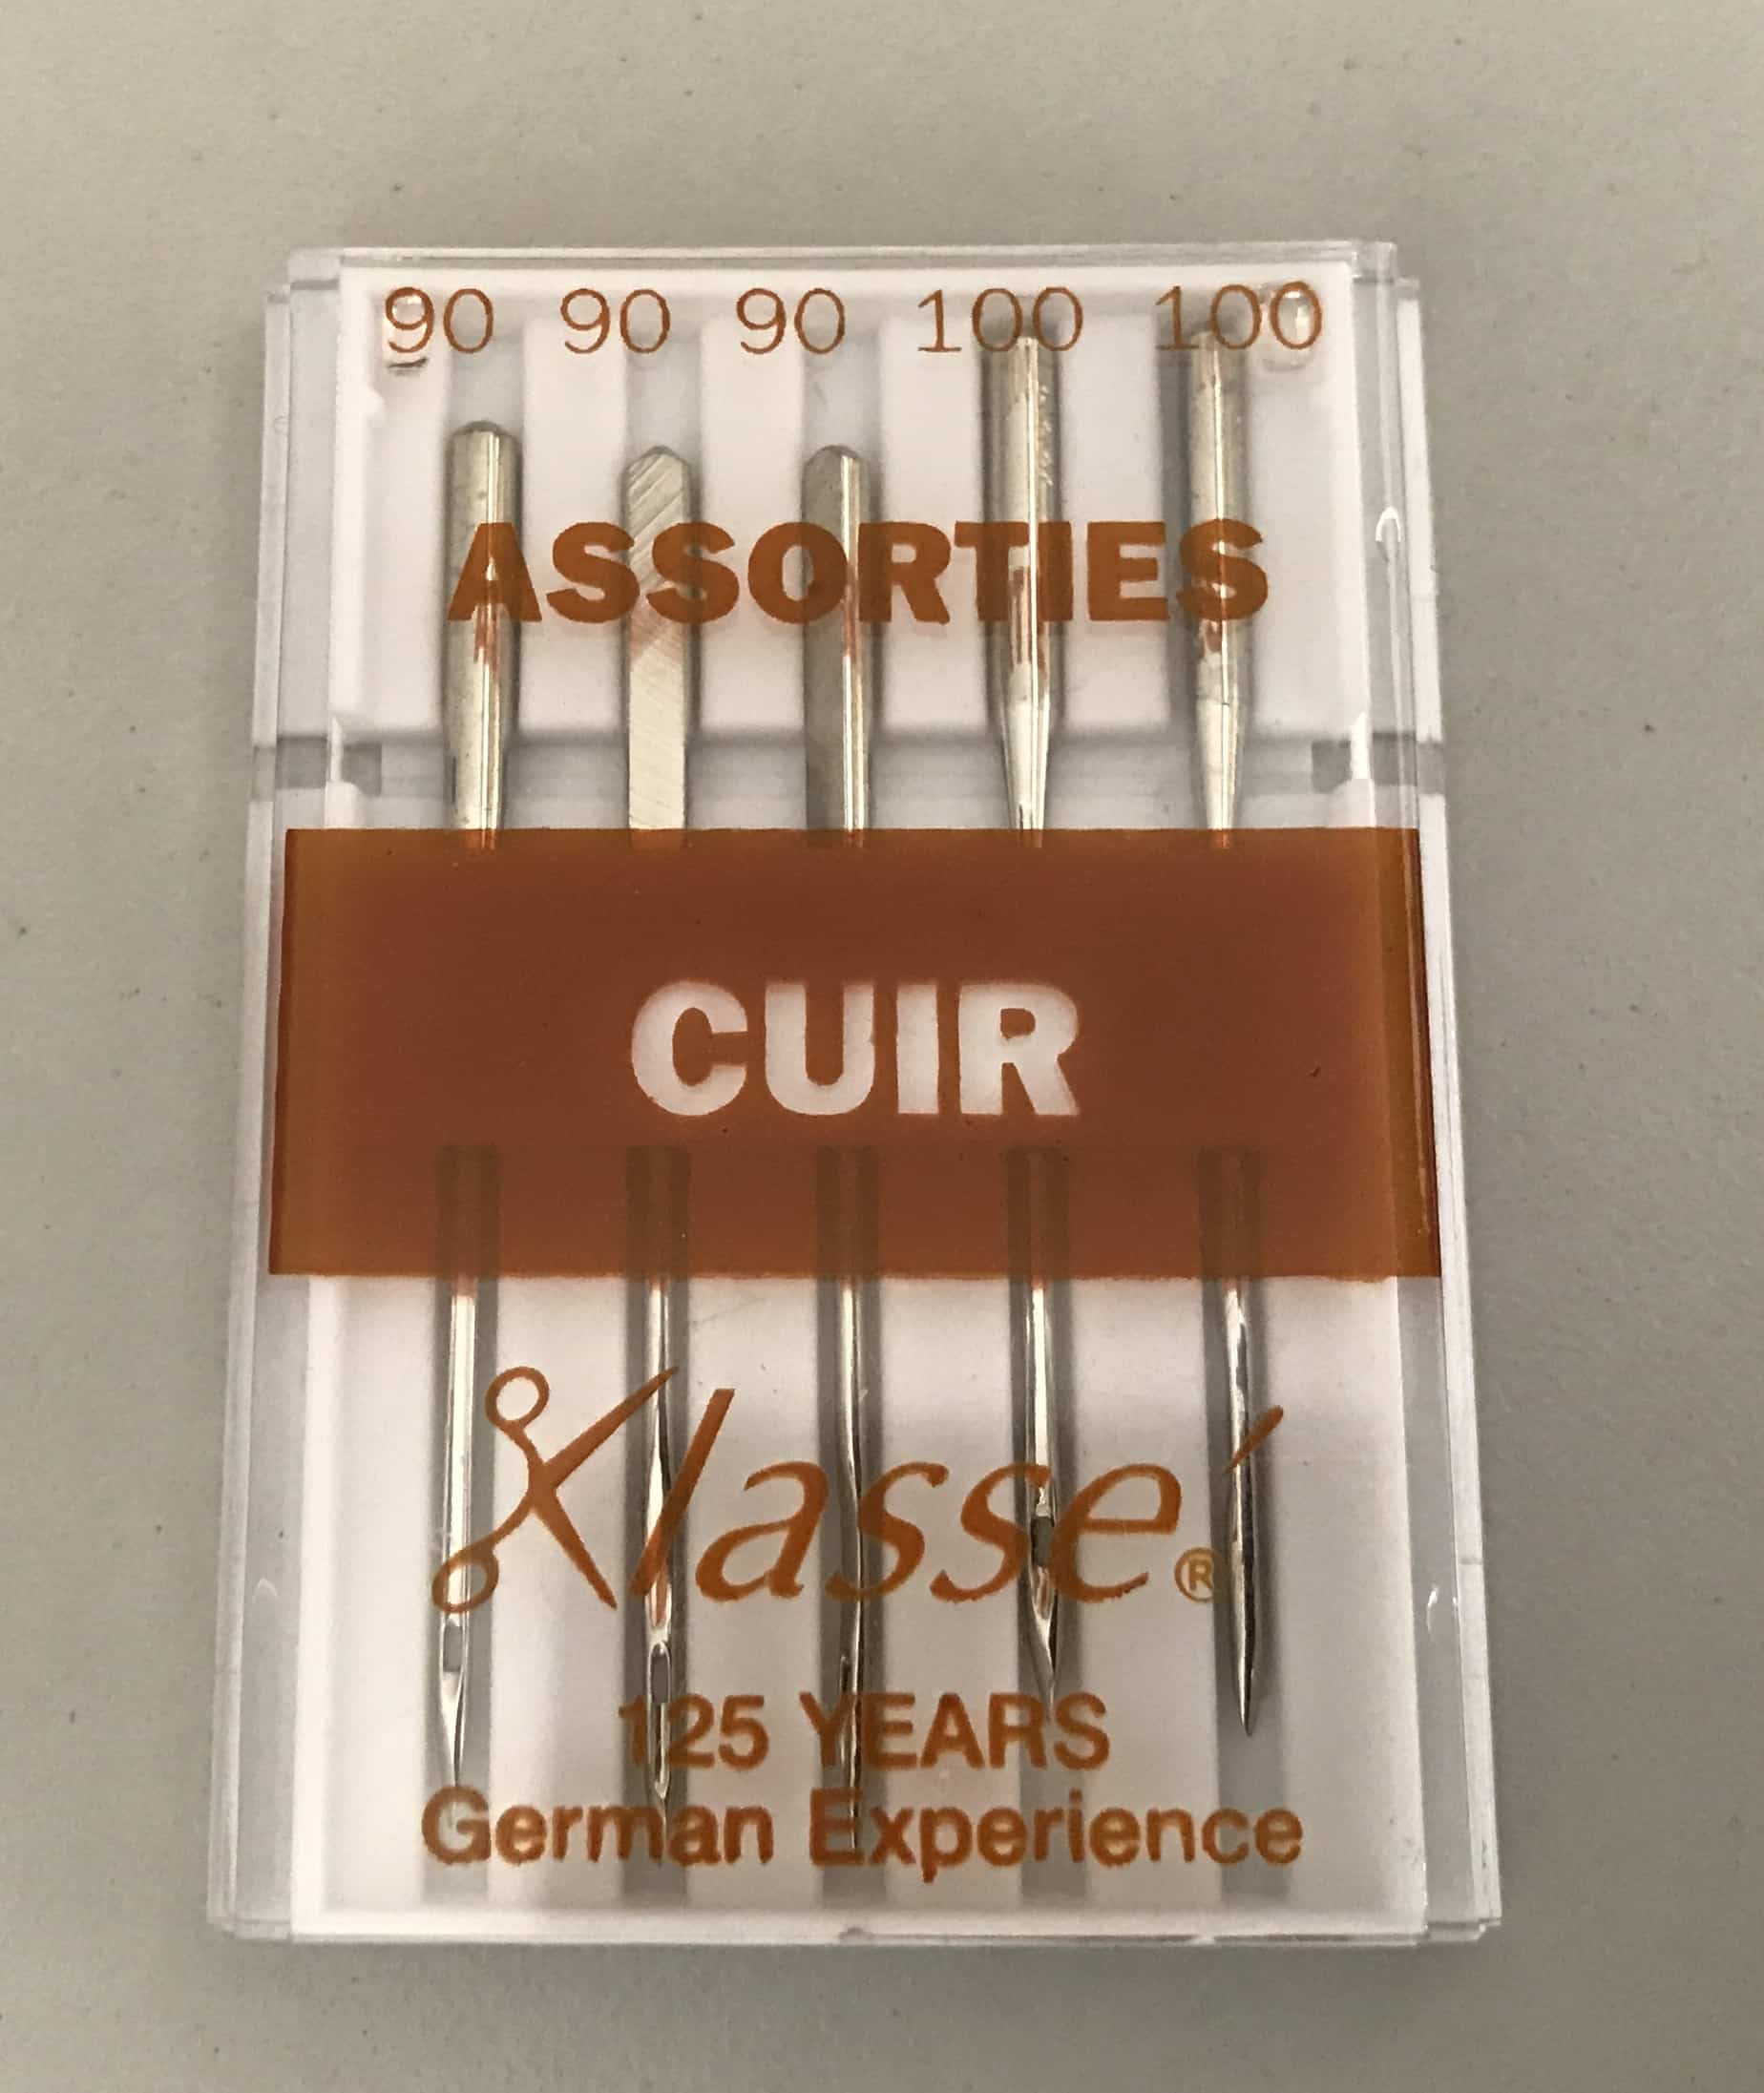 90 90 90 100 100
ASSORTIES
CUIR
Klassé®
125 YEARS
German Experience